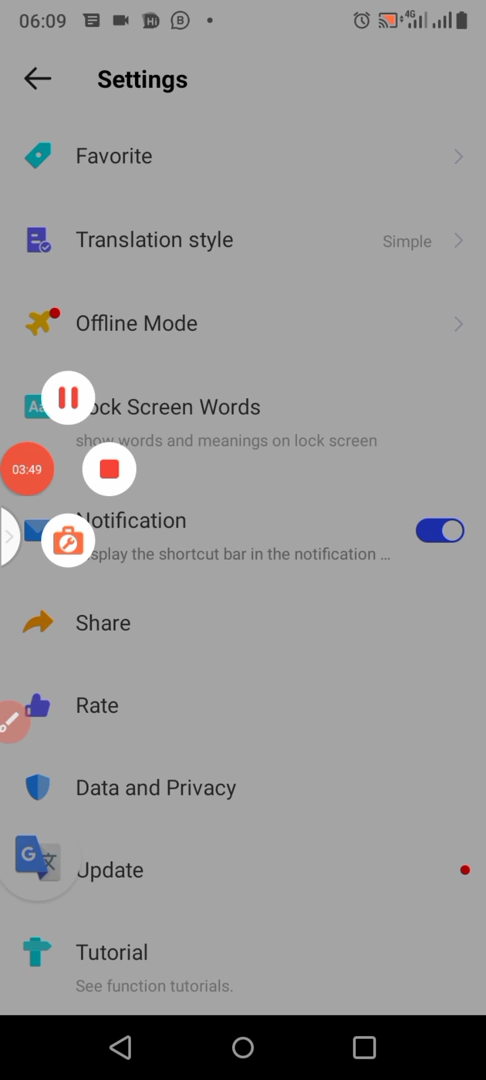 06:09
4G
Settings
Favorite
Translation style
Simple
Offline Mode
ock Screen Words
show words and meanings on lock screen
03:49
Notification
splay the shortcut bar in the notification ...
Share
Rate
Data and Privacy
G
Update
Tutorial
See function tutorials.